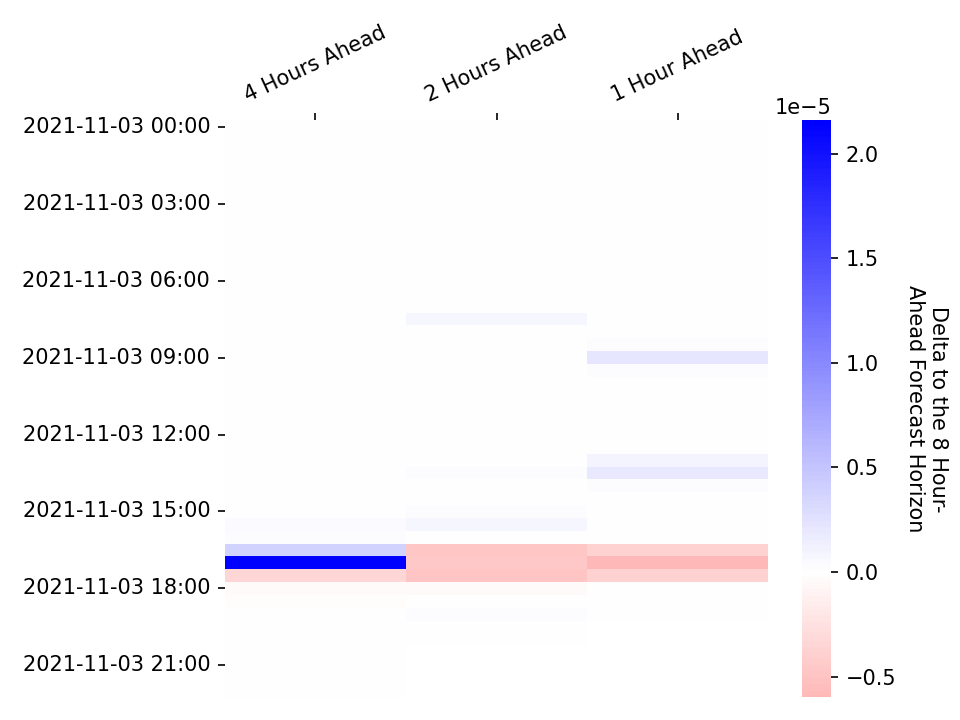 4 Hours Ahead
2 Hours Ahead
1 Hour Ahead
1e−5
2021-11-03 00:00
2021-11-03 03:00
2021-11-03 06:00
2021-11-03 09:00
2021-11-03 12:00
2021-11-03 15:00
2021-11-03 18:00
2021-11-03 21:00
2.0
1.5
1.0
0.5
0.0
−0.5
Delta to the 8 Hour-
Ahead Forecast Horizon